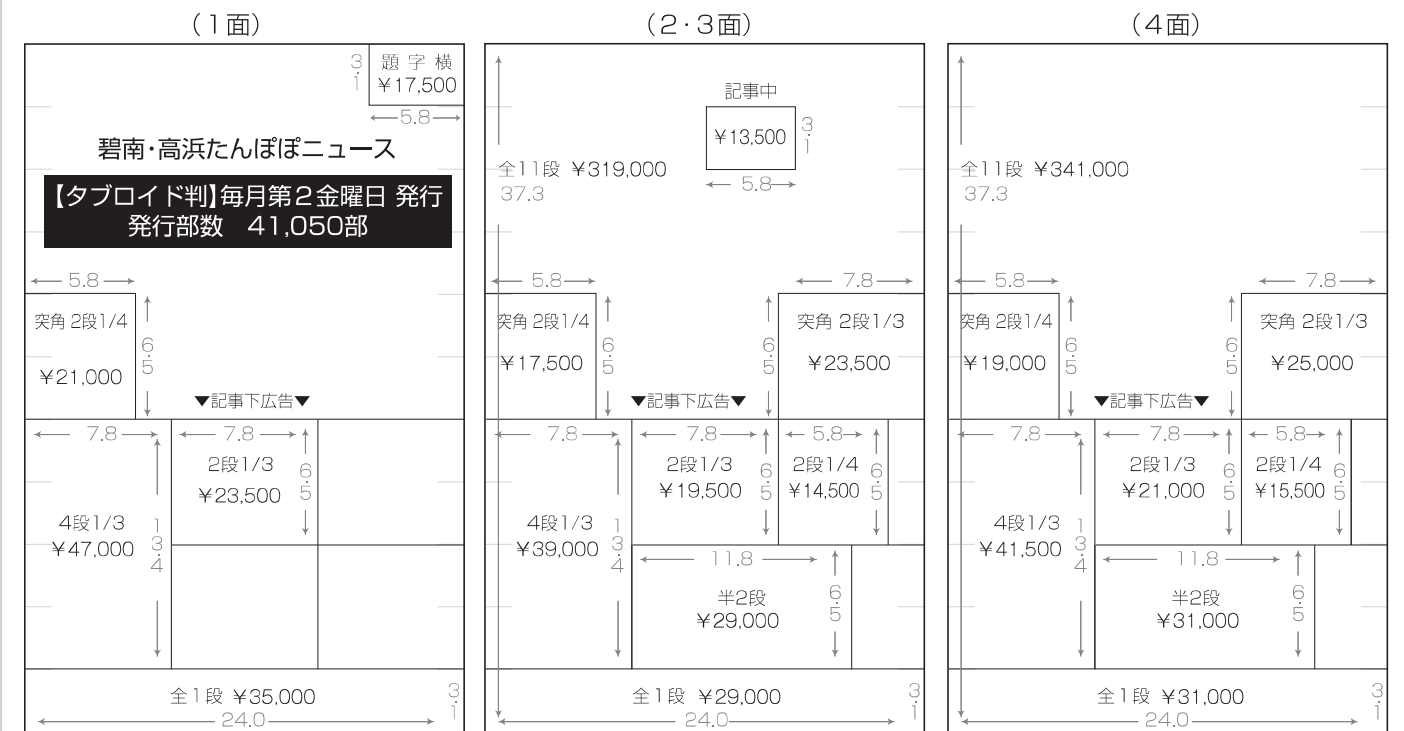 （1面）
題字横
¥17,500
3.1
5.8
碧南・高浜たんぽぽニュース
【タブロイド判】毎月第2金曜日 発行
発行部数　41,050部
5.8
突角 2段1/4
¥21,000
6.5
▼記事下広告▼
7.8
4段1/3
¥47,000
13.4
7.8
2段1/3
¥23,500
6.5
全1段 ¥35,000
3.1
24.0
（2・3面）
記事中
¥13,500
3.1
5.8
全11段 ¥319,000
37.3
5.8
突角 2段1/4
¥17,500
6.5
7.8
突角 2段1/3
¥23,500
6.5
▼記事下広告▼
7.8
4段1/3
¥39,000
13.4
7.8
2段1/3
¥19,500
6.5
5.8
2段1/4
¥14,500
6.5
11.8
半2段
¥29,000
6.5
全1段 ¥29,000
3.1
24.0
（4面）
全11段 ¥341,000
37.3
5.8
突角 2段1/4
¥19,000
6.5
7.8
突角 2段1/3
¥25,000
6.5
▼記事下広告▼
7.8
4段1/3
¥41,500
13.4
7.8
2段1/3
¥21,000
6.5
5.8
2段1/4
¥15,500
6.5
11.8
半2段
¥31,000
6.5
全1段 ¥31,000
3.1
24.0